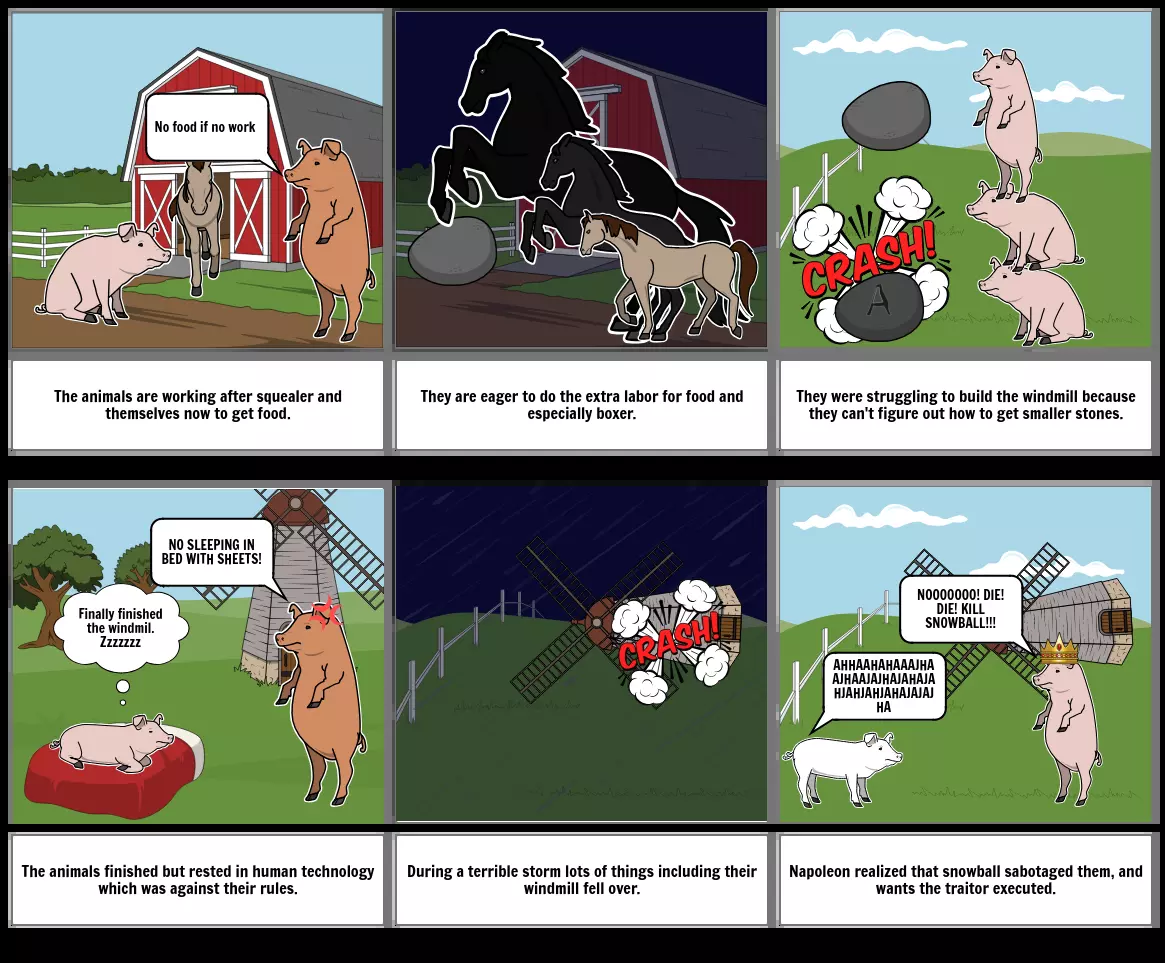 No food if no work
The animals are working after squealer and
themselves now to get food.
They are eager to do the extra labor for food and
especially boxer.
CRASH!
A
They were struggling to build the windmill because
they can't figure out how to get smaller stones.
NO SLEEPING IN
BED WITH SHEETS!
Finally finished
the windmil.
Zzzzzzz
The animals finished but rested in human technology
which was against their rules.
CRASH!
During a terrible storm lots of things including their
windmill fell over.
NOOOOOOO! DIE!
DIE! KILL
SNOWBALL!!!
AHHAAHAHAAAJHA
AJHAAJAJHAJAHAJA
HJAHJAHJAHAJAJAJ
HA
Napoleon realized that snowball sabotaged them, and
wants the traitor executed.